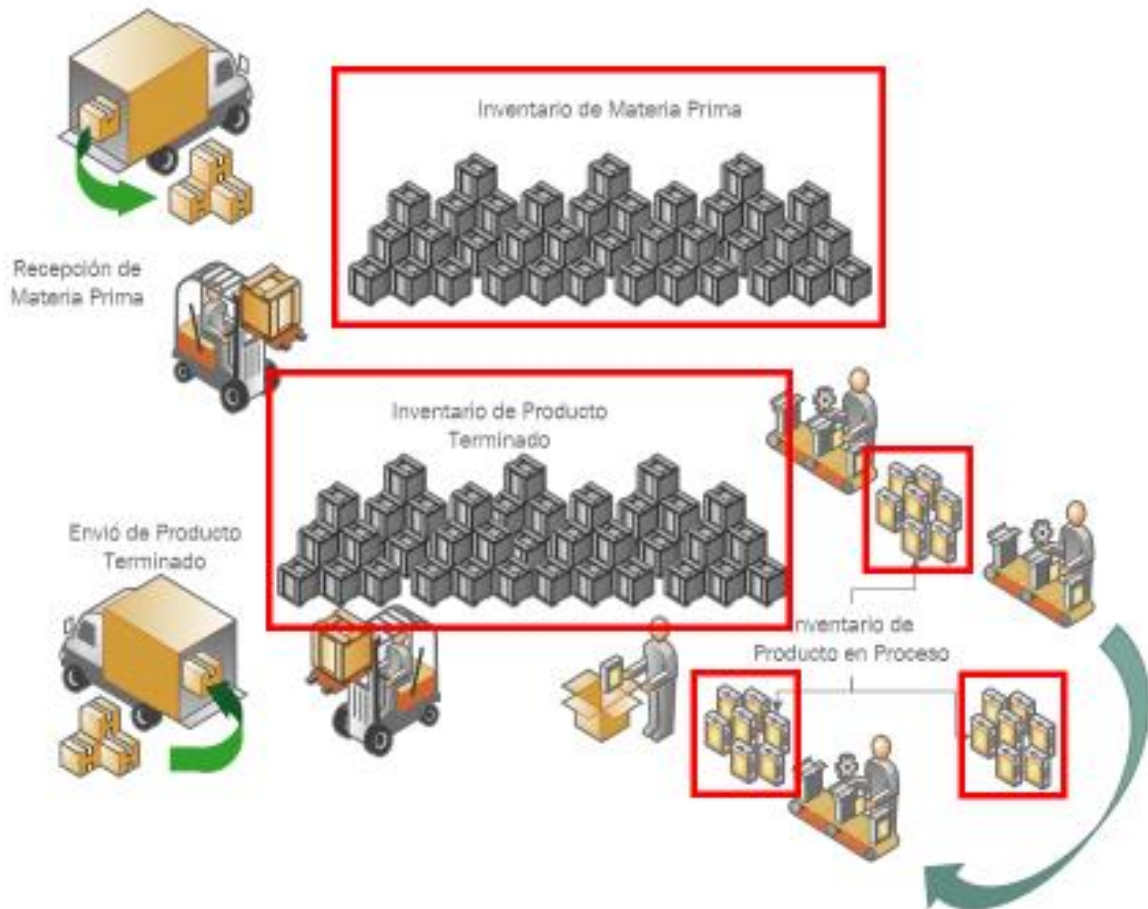 Inventario de Materia Prima
Recepción de
Materia Prima
Inventario de Producto
Terminado
Envió de Producto
Terminado
Inventario de
Producto en Proceso